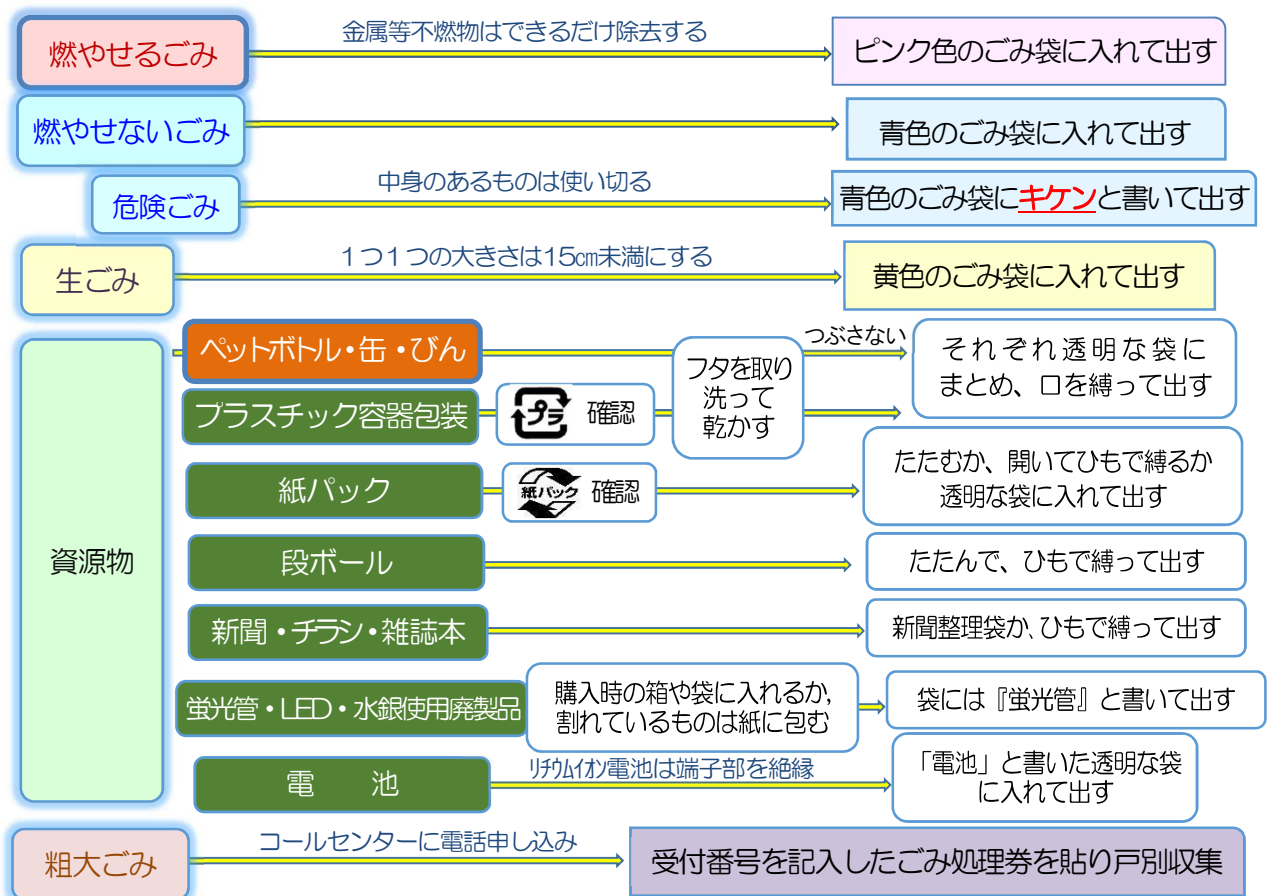 燃やせるごみ
金属等不燃物はできるだけ除去する
ピンク色のごみ袋に入れて出す
燃やせないごみ
青色のごみ袋に入れて出す
危険ごみ
中身のあるものは使い切る
青色のごみ袋にキケンと書いて出す
生ごみ
1つ1つの大きさは15㎝未満にする
黄色のごみ袋に入れて出す
資源物
ペットボトル・缶・びん
つぶさない
フタを取り
洗って
乾かす
それぞれ透明な袋に
まとめ、口を縛って出す
プラスチック容器包装
プラ
確認
紙パック
紙パック
確認
たたむか、開いてひもで縛るか
透明な袋に入れて出す
段ボール
たたんで、ひもで縛って出す
新聞・チラシ・雑誌本
新聞整理袋か、ひもで縛って出す
蛍光管・LED・水銀使用廃製品
購入時の箱や袋に入れるか,
割れているものは紙に包む
袋には『蛍光管』と書いて出す
電池
リチウムイオン電池は端子部を絶縁
「電池」と書いた透明な袋
に入れて出す
粗大ごみ
コールセンターに電話申し込み
受付番号を記入したごみ処理券を貼り戸別収集